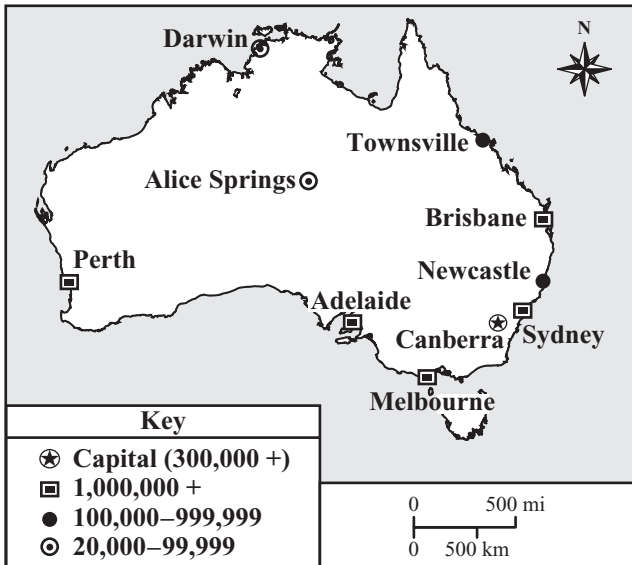 Darwin
N
Townsville
Alice Springs
Brisbane
Perth
Newcastle
Adelaide
Canberra
Sydney
Melbourne
Key
Capital (300,000 +)
1,000,000 +
100,000–999,999
20,000–99,999
0 500 mi
0 500 km